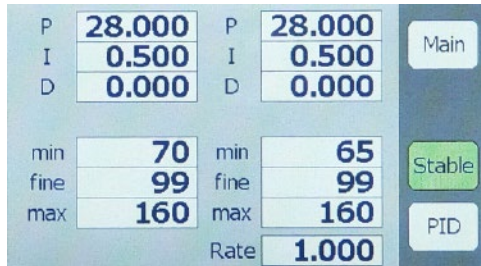 P 28.000 P 28.000
I 0.500 I 0.500
D 0.000 D 0.000
Main
min 70 min 65
fine 99 fine 99
max 160 max 160
Rate 1.000
Stable
PID